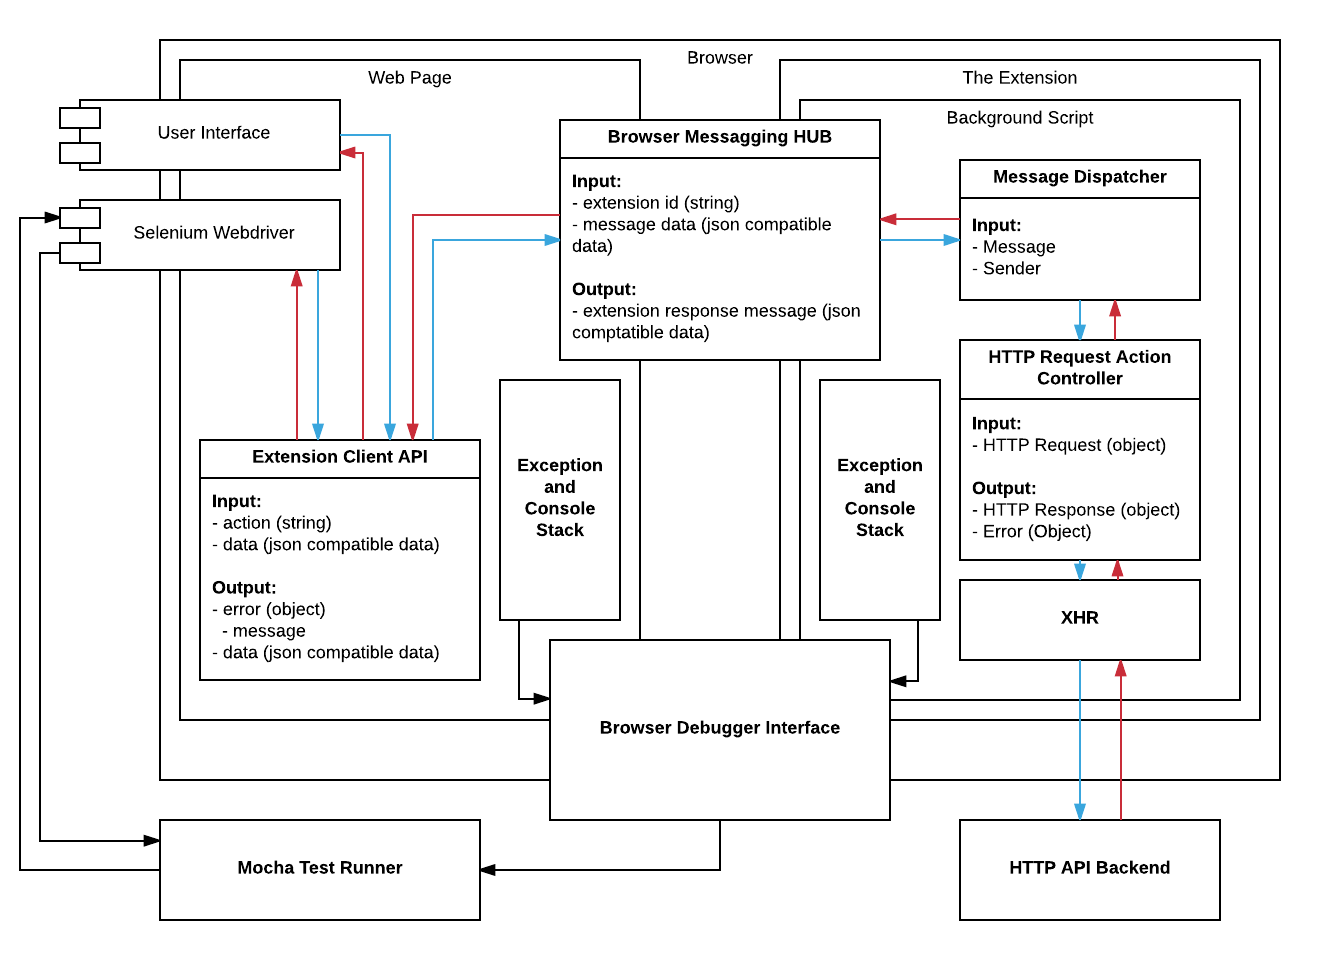 Browser
Web Page
The Extension
Background Script
User Interface
Selenium Webdriver
Browser Messaging HUB
Input:
- extension id (string)
- message data (json compatible
data)
Output:
- extension response message (json
comptatible data)
Message Dispatcher
Input:
- Message
- Sender
HTTP Request Action
Controller
Input:
- HTTP Request (object)
Output:
- HTTP Response (object)
- Error (Object)
Extension Client API
Input:
- action (string)
- data (json compatible data)
Output:
- error (object)
- message
- data (json compatible data)
Exception
and
Console
Stack
Exception
and
Console
Stack
XHR
Browser Debugger Interface
Mocha Test Runner
HTTP API Backend